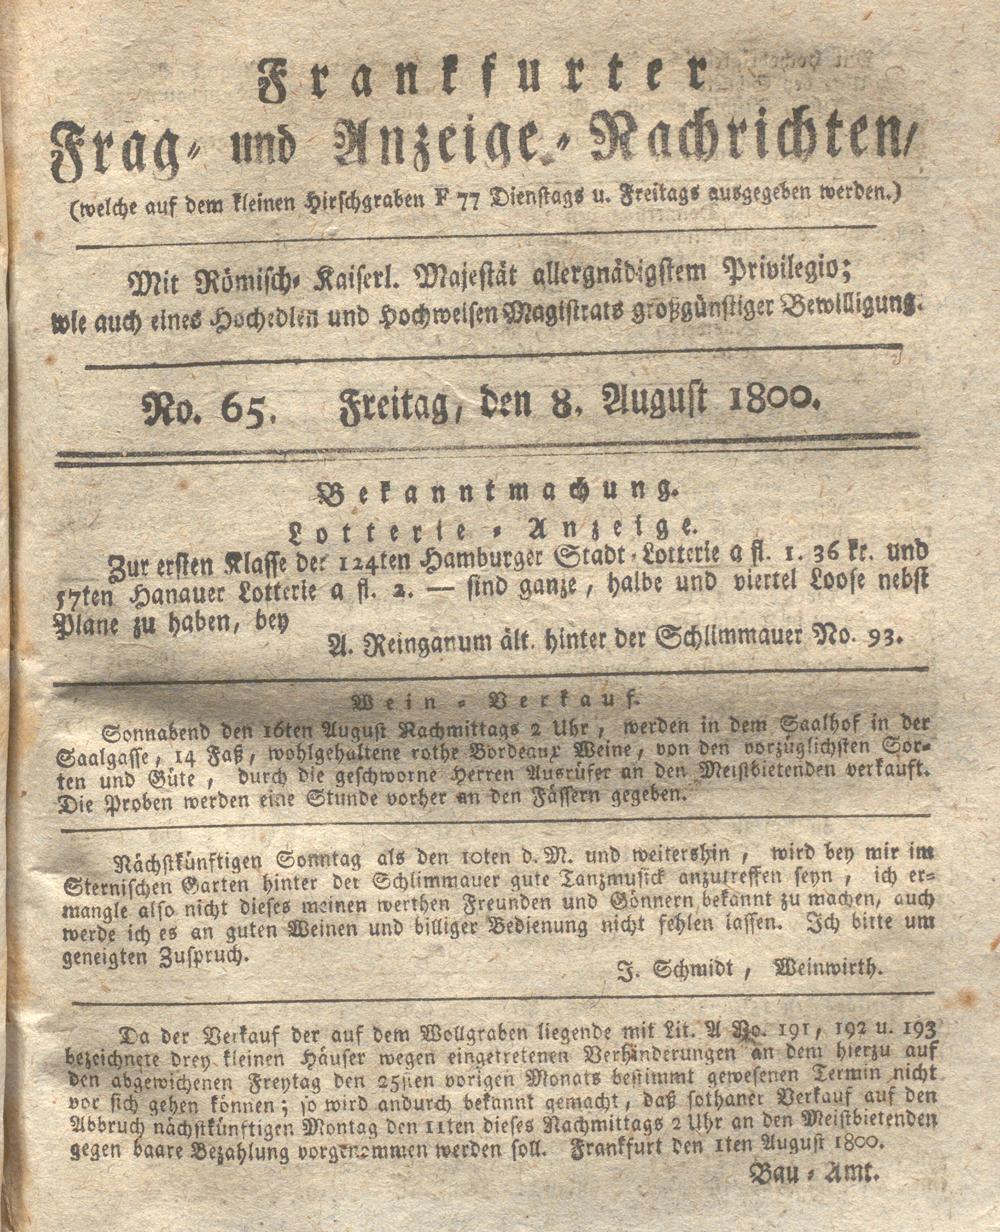 Frankfurter
Frag- und Anzeige-Nachrichten,
(welche auf dem kleinen Hirschgraben F 77 Dienstags u. Freitags ausgegeben werden.)
Mit Römisch- Kaiserl. Majestät allergnädigstem Privilegio;
wie auch eines Hochedlen und Hochweisen Magistrats großgünstiger Bewilligung.
No. 65. Freitag, den 8. August 1800.
Bekanntmachung.
Lotterie-Anzeige.
Zur ersten Klasse der 124ten Hamburger Stadt-Lotterie a fl. 1. 36 kr. und
57ten Hanauer Lotterie a fl. 2. — sind ganze, halbe und viertel Loose nebst
Plane zu haben, bey
A. Reinganum ält. hinter der Schlimmauer No. 93.
Wein-Verkauf.
Sonnabend den 16ten August Nachmittags 2 Uhr, werden in dem Saalhof in der
Saalgasse, 14 Faß, wohlgehaltene rothe Bordeaux Weine, von den vorzüglichsten Sor-
ten und Güte, durch die geschworne Herren Ausrüfer an den Meistbietenden verkauft.
Die Proben werden eine Stunde vorher an den Fässern gegeben.
Nächstkünftigen Sonntag als den 10ten d. M. und weitershin, wird bey mir im
Sternischen Garten hinter der Schlimmauer gute Tanzmusick anzutreffen seyn, ich er-
mangle also nicht dieses meinen werthen Freunden und Gönnern bekannt zu machen, auch
werde ich es an guten Weinen und billiger Bedienung nicht fehlen lassen. Ich bitte um
geneigten Zuspruch.
J. Schmidt, Weinwirth.
Da der Verkauf der auf dem Wollgraben liegende mit Lit. A No. 191, 192 u. 193
bezeichnete drey kleinen Häuser wegen eingetretenen Verhinderungen an dem hierzu auf
den abgewichenen Freytag den 25sten vorigen Monats bestimmt gewesenen Termin nicht
vor sich gehen können; so wird andurch bekannt gemacht, daß sothaner Verkauf auf den
Abbruch nächstkünftigen Montag den 11ten dieses Nachmittags 2 Uhr an den Meistbietenden
gegen baare Bezahlung vorgenommen werden soll. Frankfurt den 1ten August 1800.
Bau-Amt.